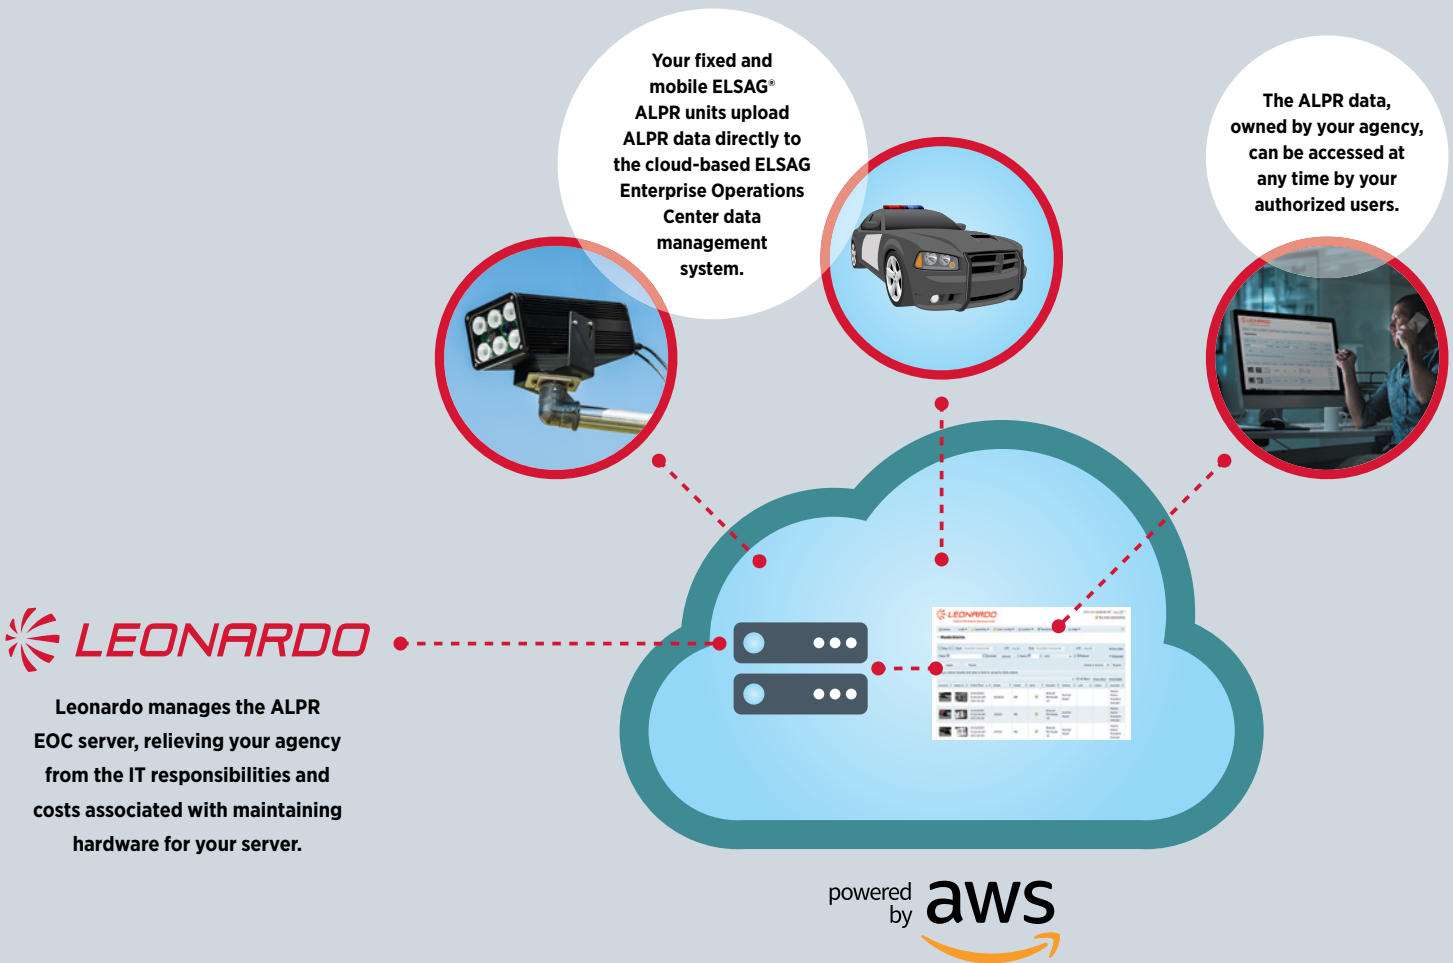 Your fixed and
mobile ELSAG®
ALPR units upload
ALPR data directly to
the cloud-based ELSAG
Enterprise Operations
Center data
management
system.
The ALPR data,
owned by your agency,
can be accessed at
any time by your
authorized users.
LEONARDO
LEONARDO
LEONARDO
Leonardo manages the ALPR
EOC server, relieving your agency
from the IT responsibilities and
costs associated with maintaining
hardware for your server.
powered
by
aws